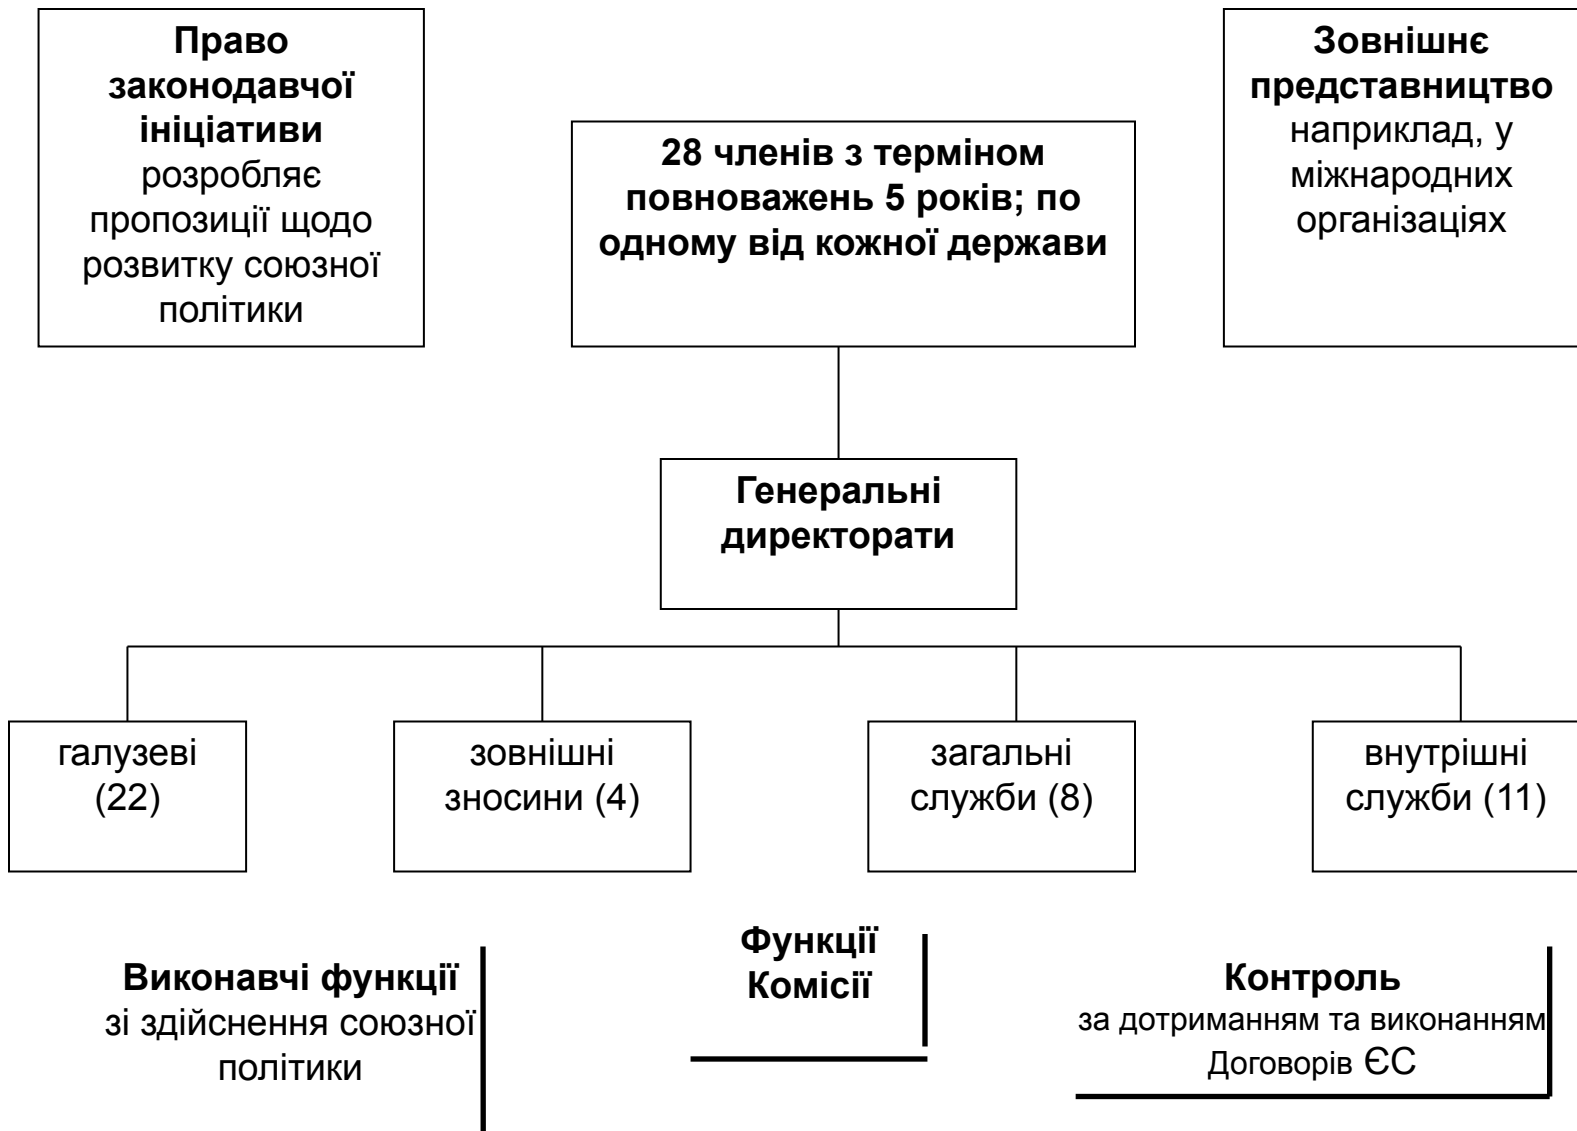 Право
законодавчої
ініціативи
розробляє
пропозиції щодо
розвитку союзної
політики
28 членів з терміном
повноважень 5 років; по
одному від кожної держави
Зовнішнє
представництво
наприклад, у
міжнародних
організаціях
Генеральні
директорати
галузеві
(22)
зовнішні
зносини (4)
загальні
служби (8)
внутрішні
служби (11)
Виконавчі функції
зі здійснення союзної
політики
Функції
Комісії
Контроль
за дотриманням та виконанням
Договорів ЄС